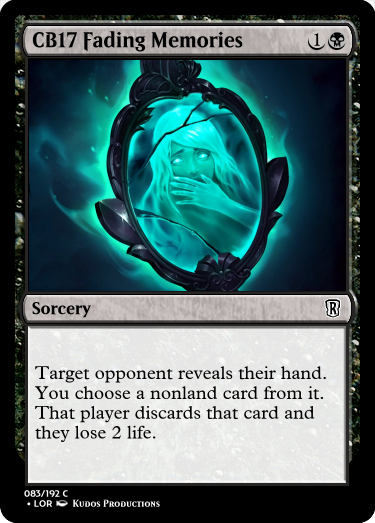 CB17 Fading Memories 1
Sorcery R
Target opponent reveals their hand.
You choose a nonland card from it.
That player discards that card and
they lose 2 life.
083/192 C
• LOR Kudos Productions